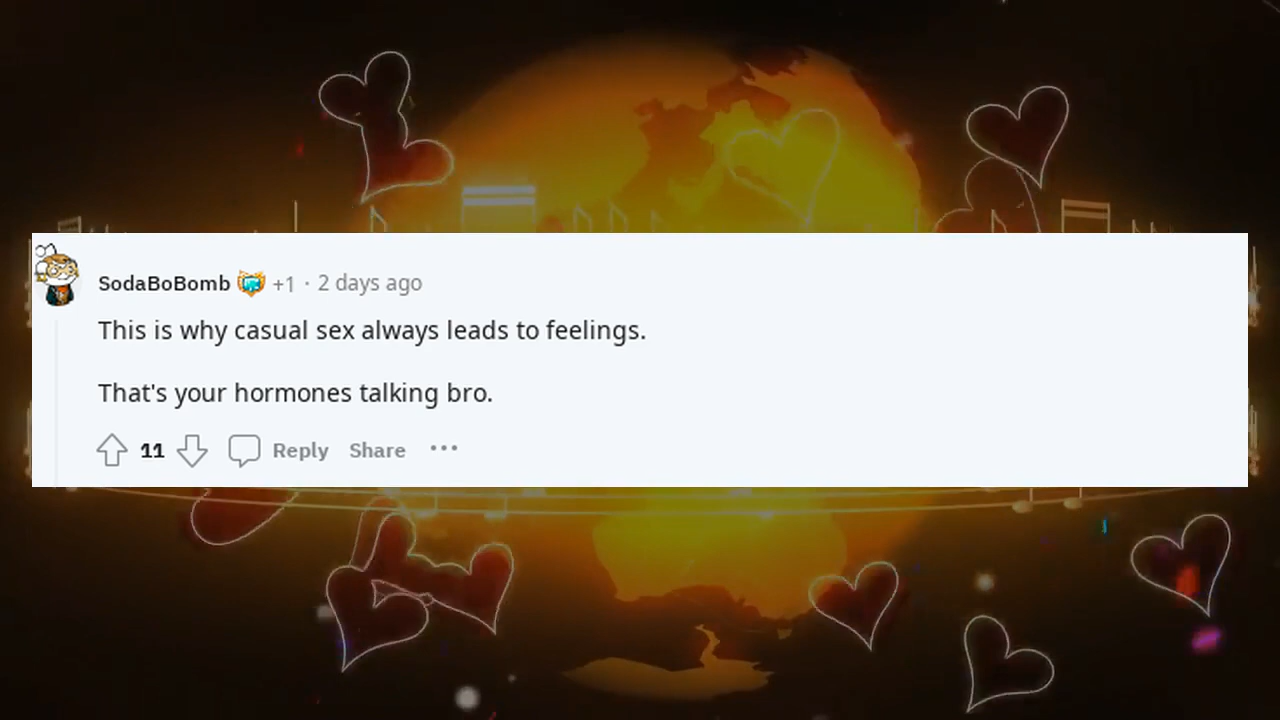 SodaBoBomb +1 · 2 days ago
This is why casual sex always leads to feelings.
That's your hormones talking bro.
11 Reply Share ···